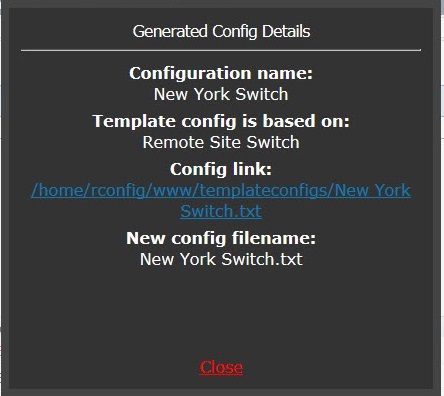 Generated Config Details
Configuration name:
New York Switch
Template config is based on:
Remote Site Switch
Config link:
/home/rconfig/www/templateconfigs/New York
Switch.txt
New config filename:
New York Switch.txt
Close